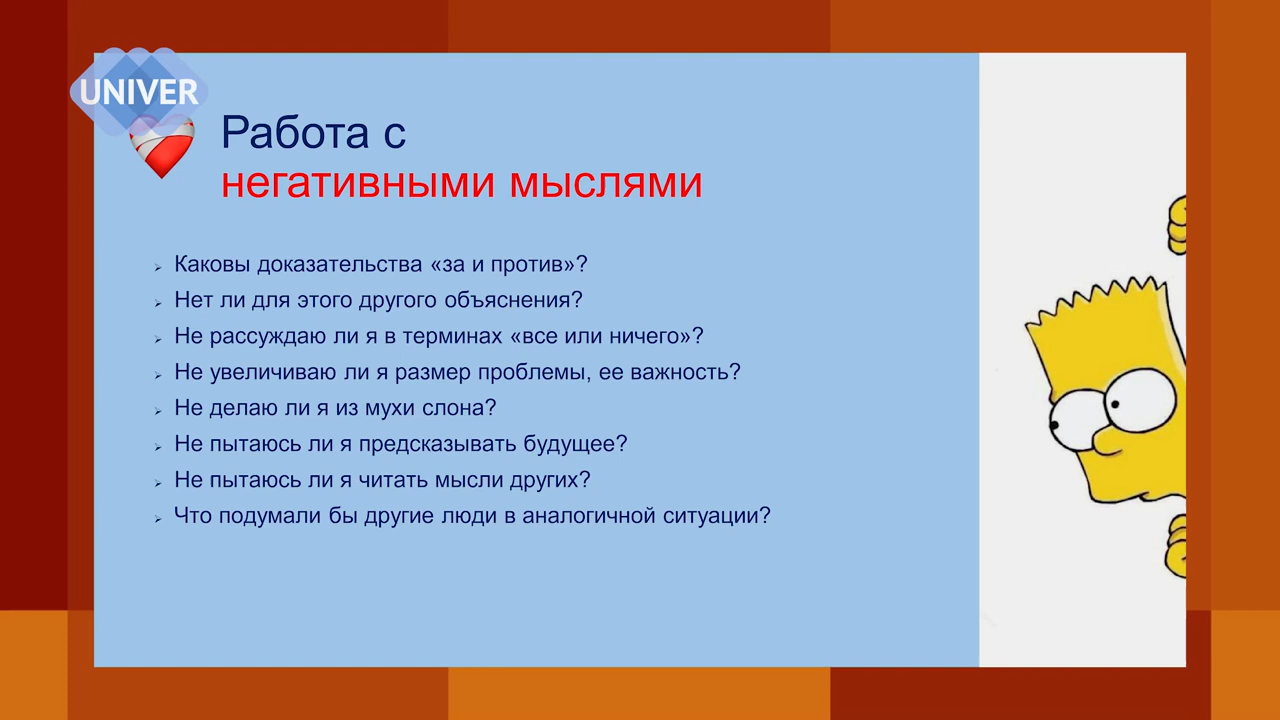 UNIVER
Работа с
негативными мыслями
Каковы доказательства «за и против»?
Нет ли для этого другого объяснения?
Не рассуждаю ли я в терминах «все или ничего»?
Не увеличиваю ли я размер проблемы, ее важность?
Не делаю ли я из мухи слона?
Не пытаюсь ли я предсказывать будущее?
Не пытаюсь ли я читать мысли других?
Что подумали бы другие люди в аналогичной ситуации?